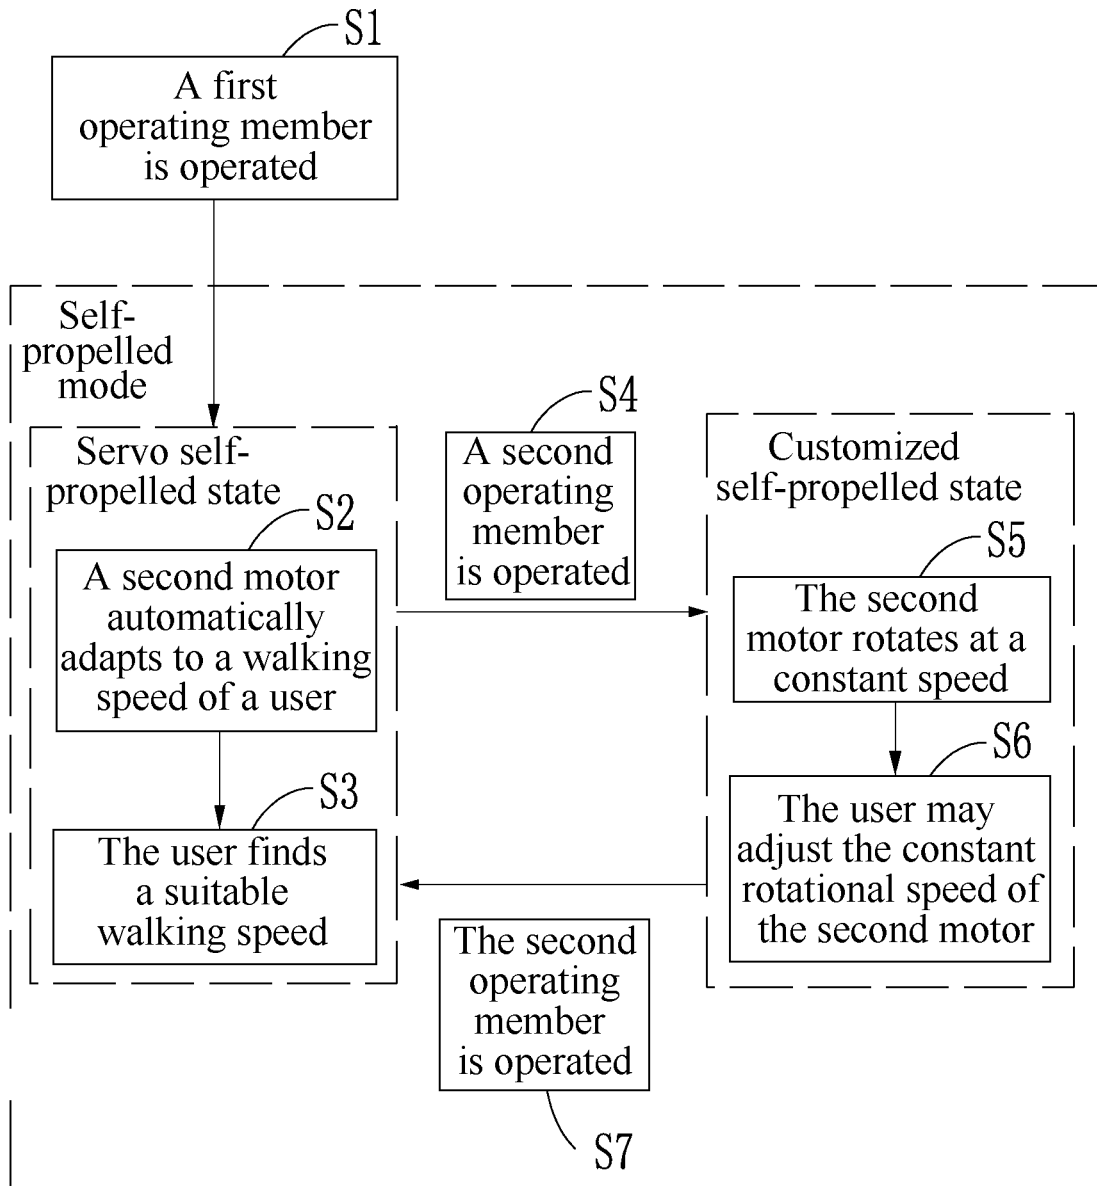 S1
A first
operating member
is operated
Self-
propelled
mode
Servo self-
propelled state
S2
A second motor
automatically
adapts to a walking
speed of a user
S3
The user finds
a suitable
walking speed
S4
A second
operating
member
is operated
Customized
self-propelled state
S5
The second
motor rotates at a
constant speed
S6
The user may
adjust the constant
rotational speed of
the second motor
The second
operating
member
is operated
S7